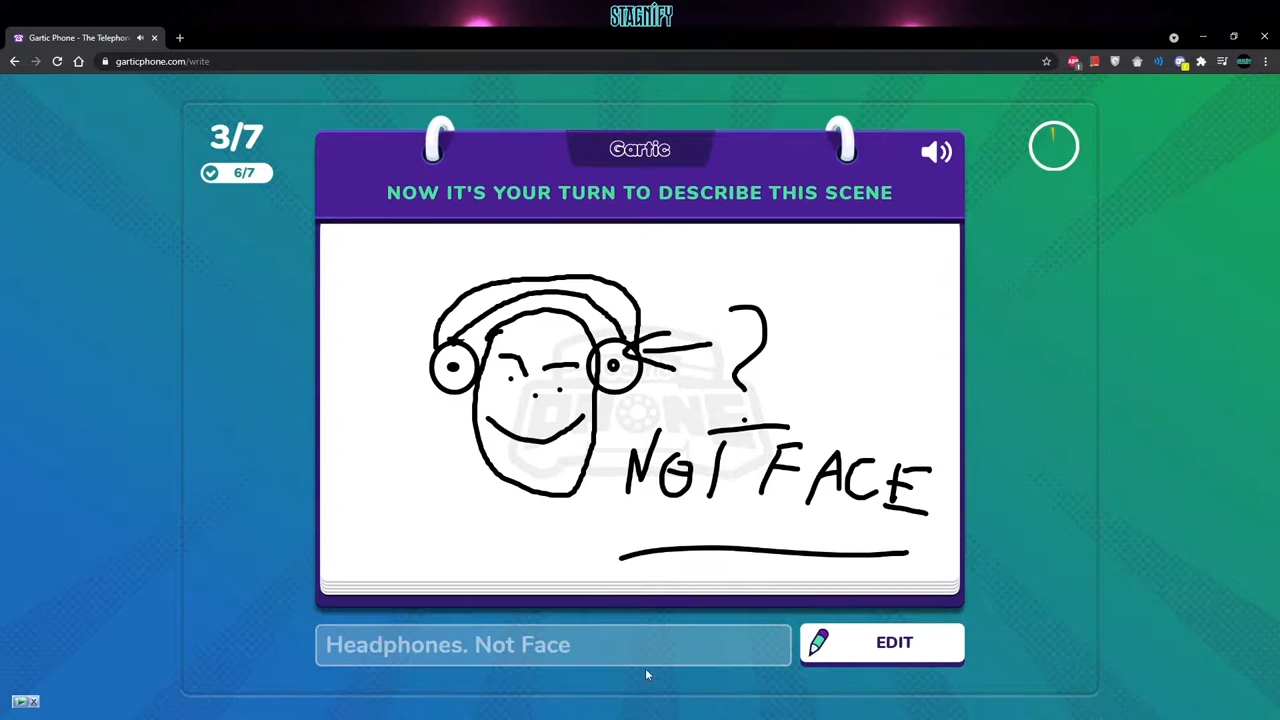 STAGNIFY
Gartic Phone - The Telephon
garticphone.com/write
3/7
6/7
Gartic
NOW IT'S YOUR TURN TO DESCRIBE THIS SCENE
?
NOT FACE
Headphones. Not Face
EDIT